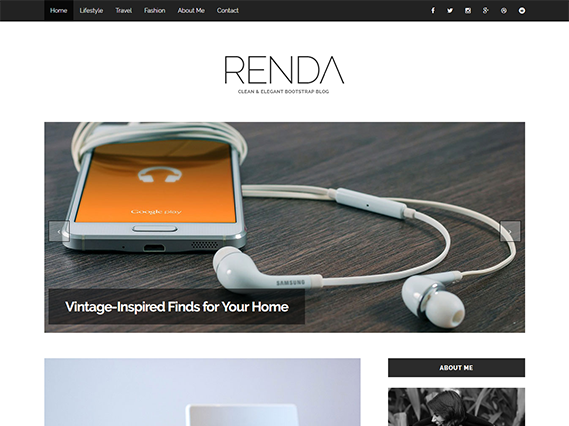 Home Lifestyle Travel Fashion About Me Contact
RENDA
CLEAN & ELEGANT BOOTSTRAP BLOG
Google play
SAMSUNG
Vintage-Inspired Finds for Your Home
ABOUT ME